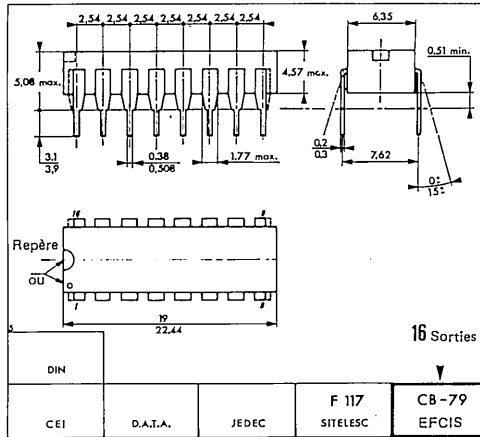 2,54 2,54 2,54 2,54 2,54 2,54 2,54
6,35
0,51 min.
5,08 max.
4,57 max.
3,1
3,9
0,38
0,508
1.77 max.
0,2
0,3
7,62
0°
15°
16 9
Repère
ou
1 8
19
22,44
16 Sorties
DIN
CEI
D.A.T.A.
JEDEC
F 117
SITELESC
CB-79
EFCIS